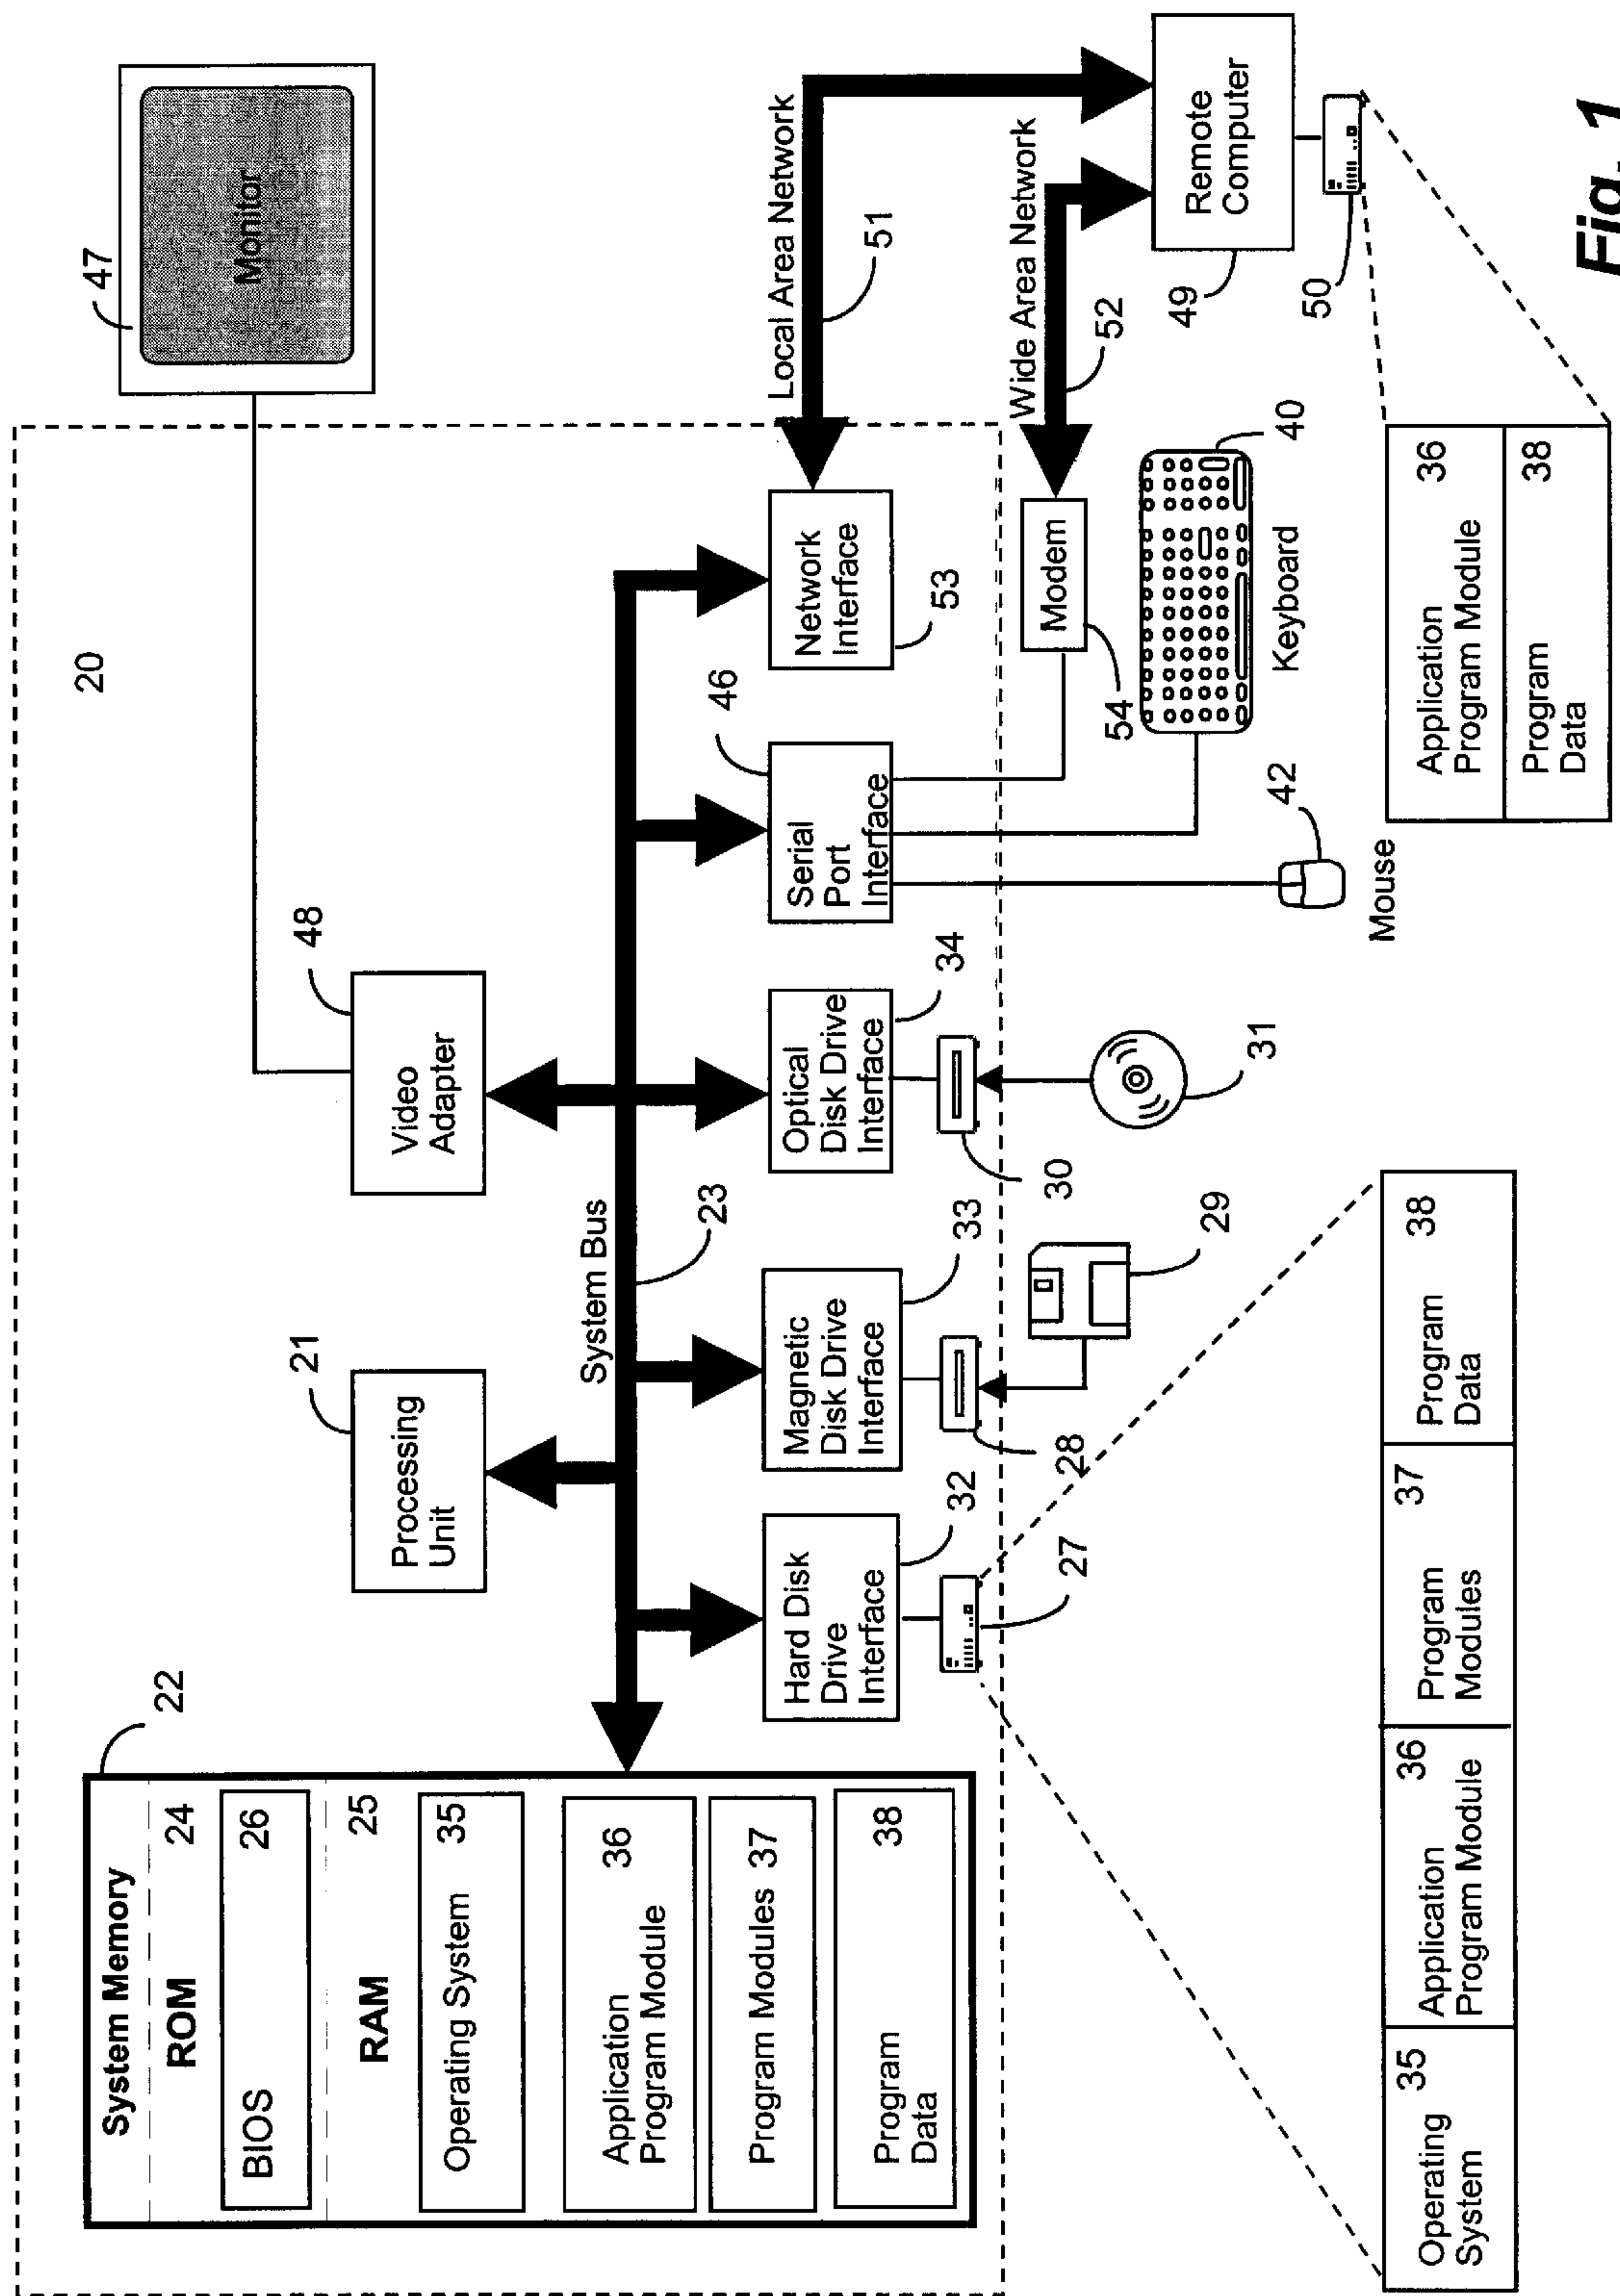 20
47
Monitor
System Memory
22
ROM 24
BIOS 26
RAM 25
Operating System 35
Application
Program Module
36
Program Modules 37
Program
Data
38
21
Processing
Unit
48
Video
Adapter
System Bus
23
Hard Disk
Drive
Interface
32
Magnetic
Disk Drive
Interface
33
Optical
Disk Drive
Interface
34
Serial
Port
Interface
46
Network
Interface
53
Local Area Network
51
27
28
29
30
31
Modem
54
Wide Area Network
52
Mouse
42
Keyboard
40
Remote
Computer
49
50
Operating
System
35
Application
Program Module
36
Program
Modules
37
Program
Data
38
Application
Program Module
36
Program
Data
38
Fig. 1